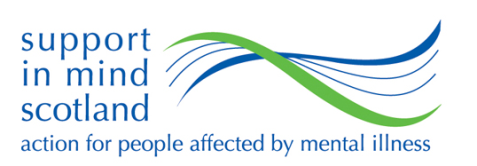 support
in mind
scotland
action for people affected by mental illness